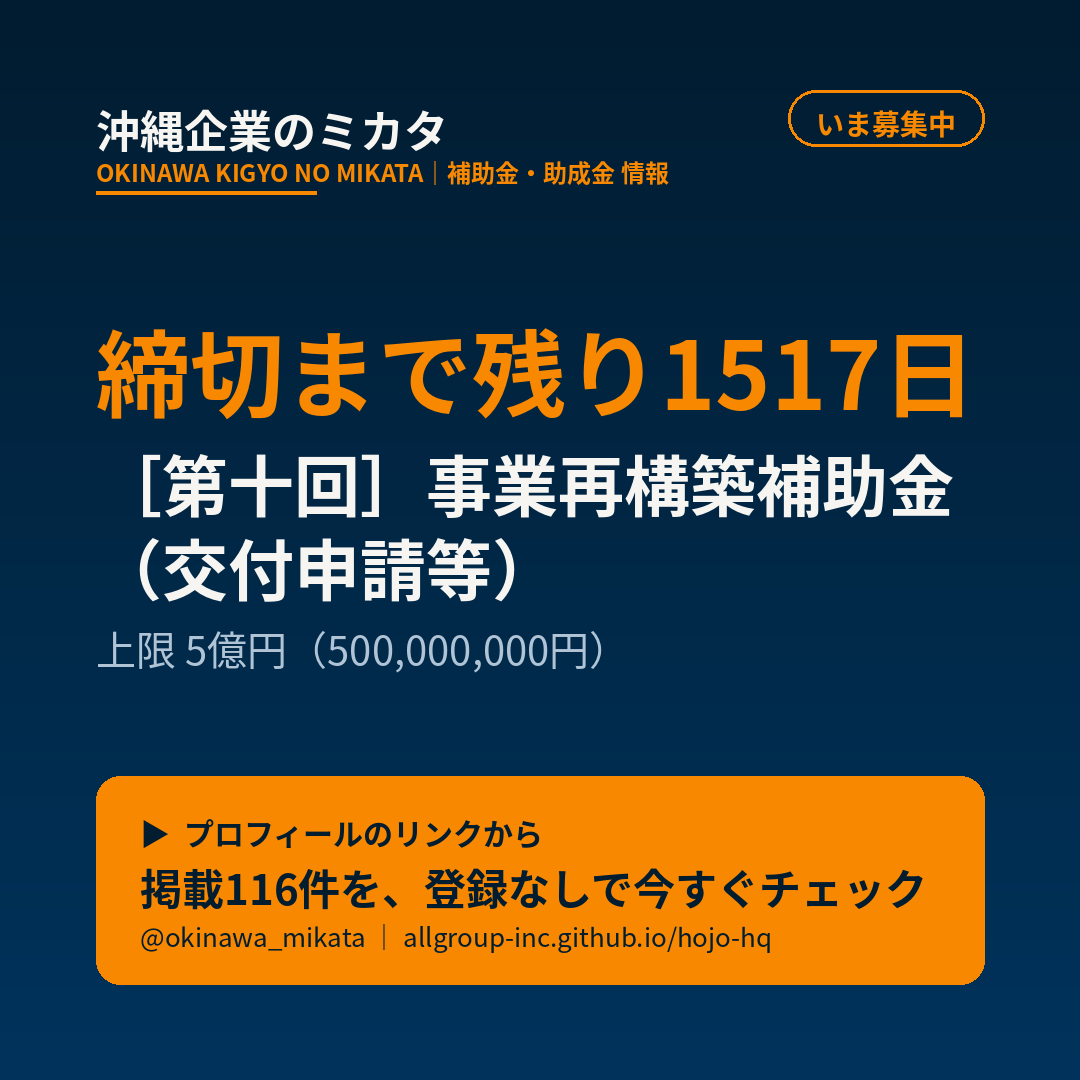 沖縄企業のミカタ
いま募集中
OKINAWA KIGYO NO MIKATA｜補助金・助成金 情報
締切まで残り1517日
［第十回］事業再構築補助金
（交付申請等）
上限 5億円（500,000,000円）
▶ プロフィールのリンクから
掲載116件を、登録なしで今すぐチェック
@okinawa_mikata ｜ allgroup-inc.github.io/hojo-hq